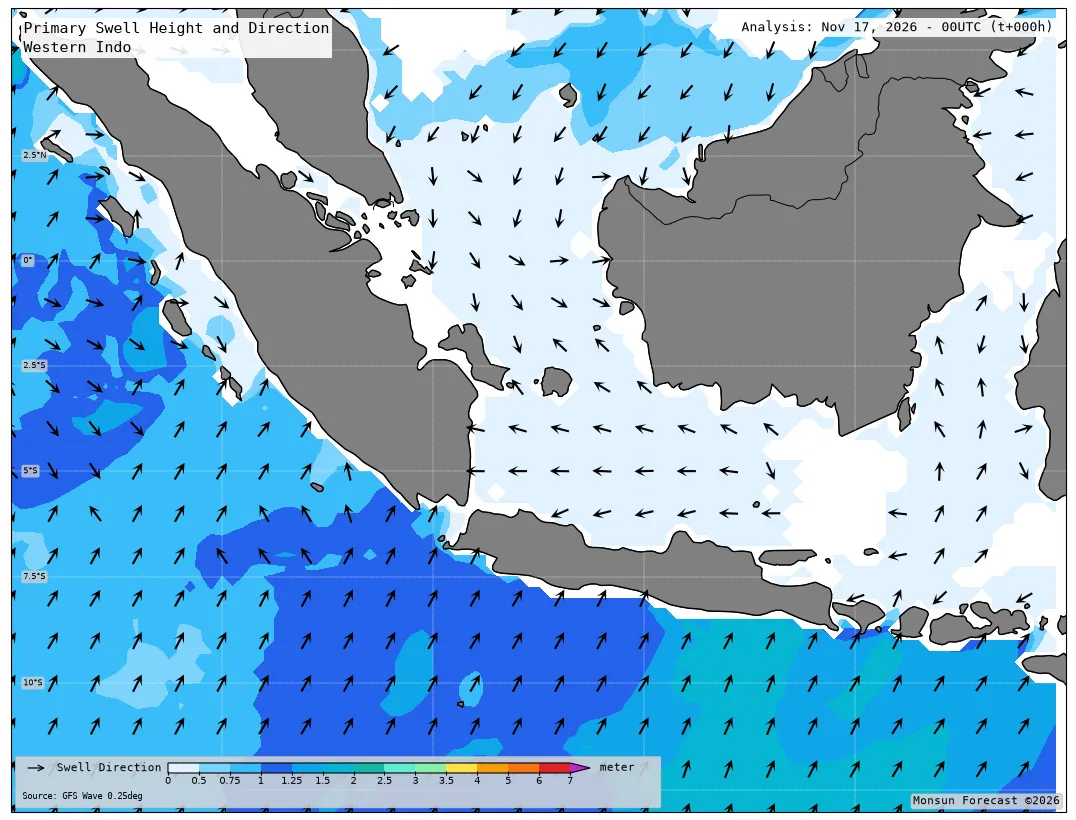 Primary Swell Height and Direction
Western Indo
Analysis: Nov 17, 2026 - 00UTC (t+000h)
2.5°N
0°
2.5°S
5°S
7.5°S
10°S
Swell Direction
0 0.5 0.75 1 1.25 1.5 2 2.5 3 3.5 4 5 6 7
meter
Source: GFS Wave 0.25deg
Monsun Forecast ©2026